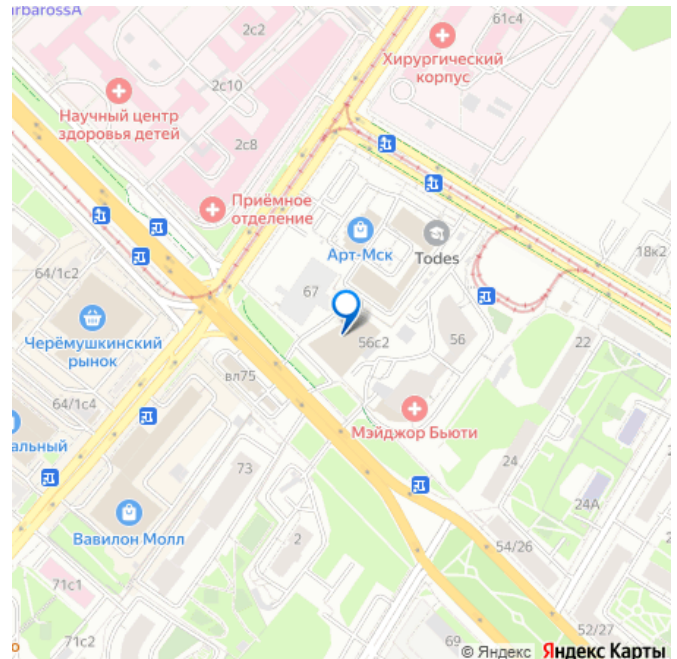 arbarossA
2с2
61с4
Хирургический
корпус
2с10
Научный центр
здоровья детей
2с8
Приёмное
отделение
Арт-Мск
Todes
18к2
64/1с2
67
Черёмушкинский
рынок
56с2
56
22
вл75
64/1с4
Мэйджор Бьюти
альный
73
24
24А
Вавилон Молл
2
54/26
71с1
71с2
69
52/27
о
© Яндекс Яндекс Карты